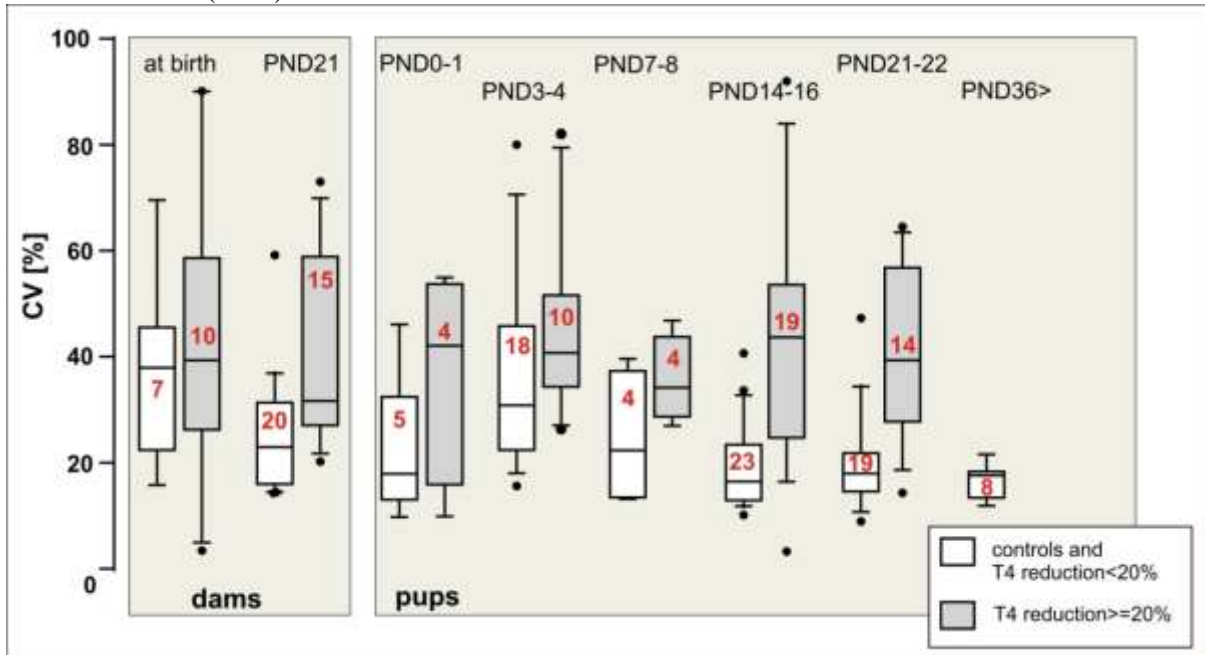 100
80
60
40
20
0
CV [%]
at birth
PND21
PND0-1
PND3-4
PND7-8
PND14-16
PND21-22
PND36>
7
10
20
15
5
4
18
10
4
4
23
19
19
14
8
dams
pups
controls and
T4 reduction<20%
T4 reduction>=20%